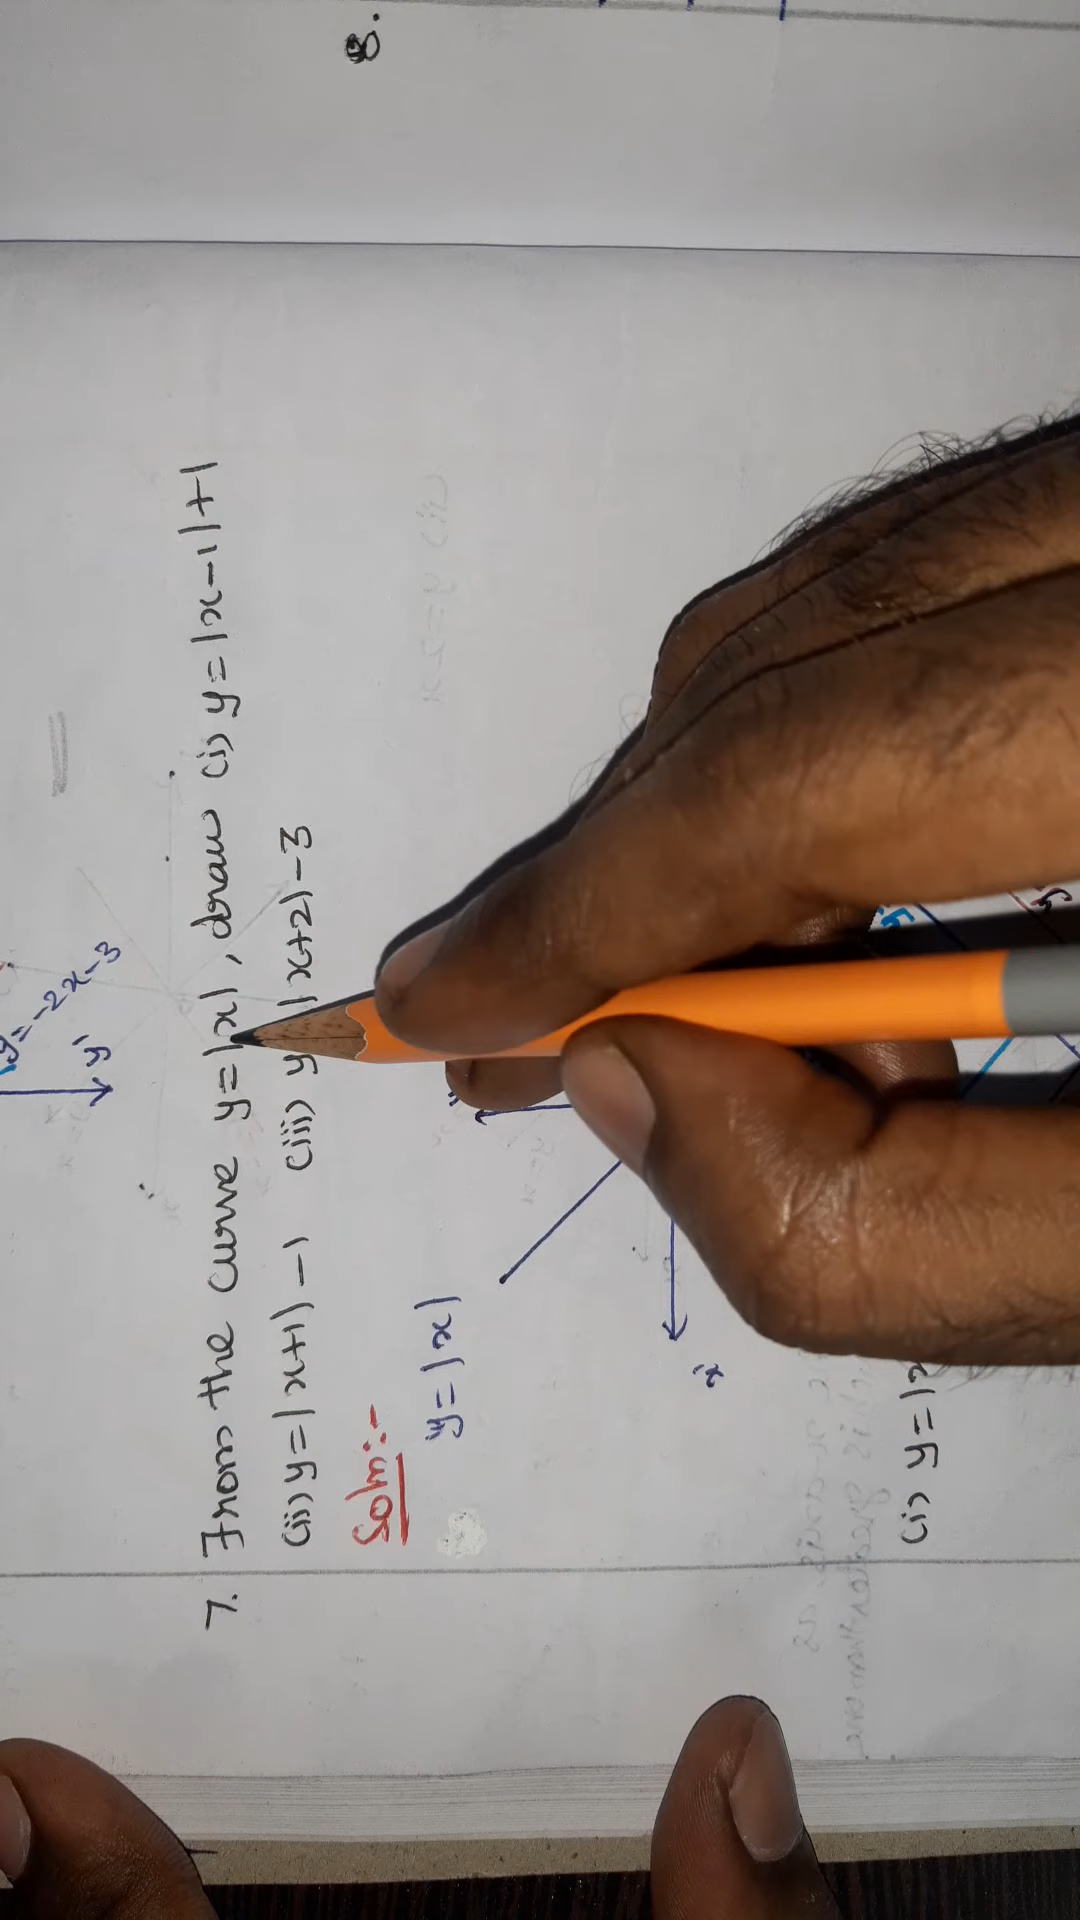 y=-2x-3
y'
7. From the curve y=|x|, draw (i) y=|x-1|+1
(ii) y=|x+1|-1 (iii) y |x+2|-3
Soln:-
y=|x|
x'
(i) y=|x
8.